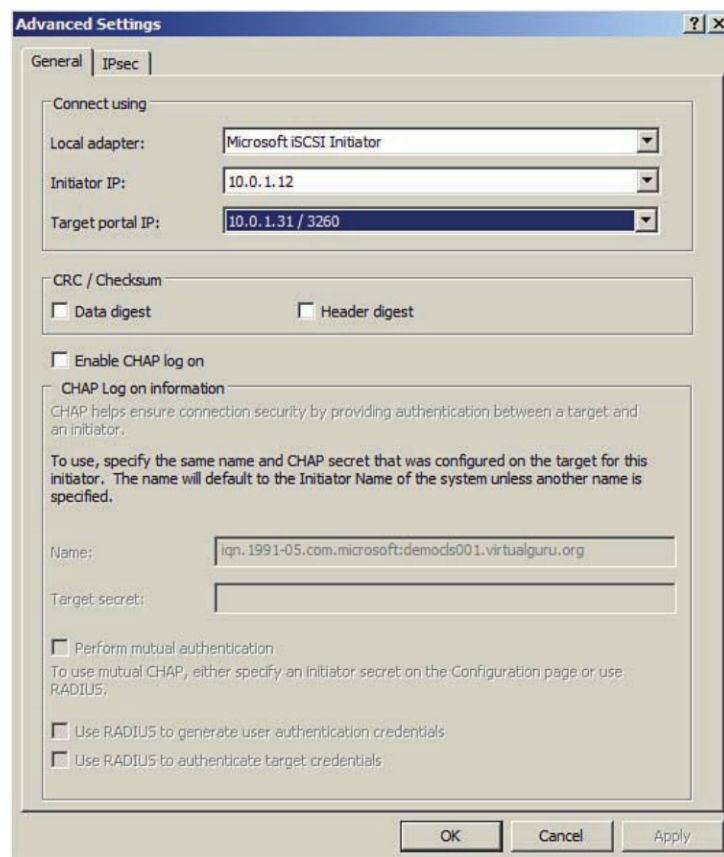 Advanced Settings
General IPsec
Connect using
Local adapter: Microsoft iSCSI Initiator
Initiator IP: 10.0.1.12
Target portal IP: 10.0.1.31 / 3260
CRC / Checksum
Data digest Header digest
Enable CHAP log on
CHAP Log on information
CHAP helps ensure connection security by providing authentication between a target and
an initiator.
To use, specify the same name and CHAP secret that was configured on the target for this
initiator. The name will default to the Initiator Name of the system unless another name is
specified.
Name: iqn.1991-05.com.microsoft:democls001.virtualguru.org
Target secret:
Perform mutual authentication
To use mutual CHAP, either specify an initiator secret on the Configuration page or use
RADIUS.
Use RADIUS to generate user authentication credentials
Use RADIUS to authenticate target credentials
OK Cancel Apply